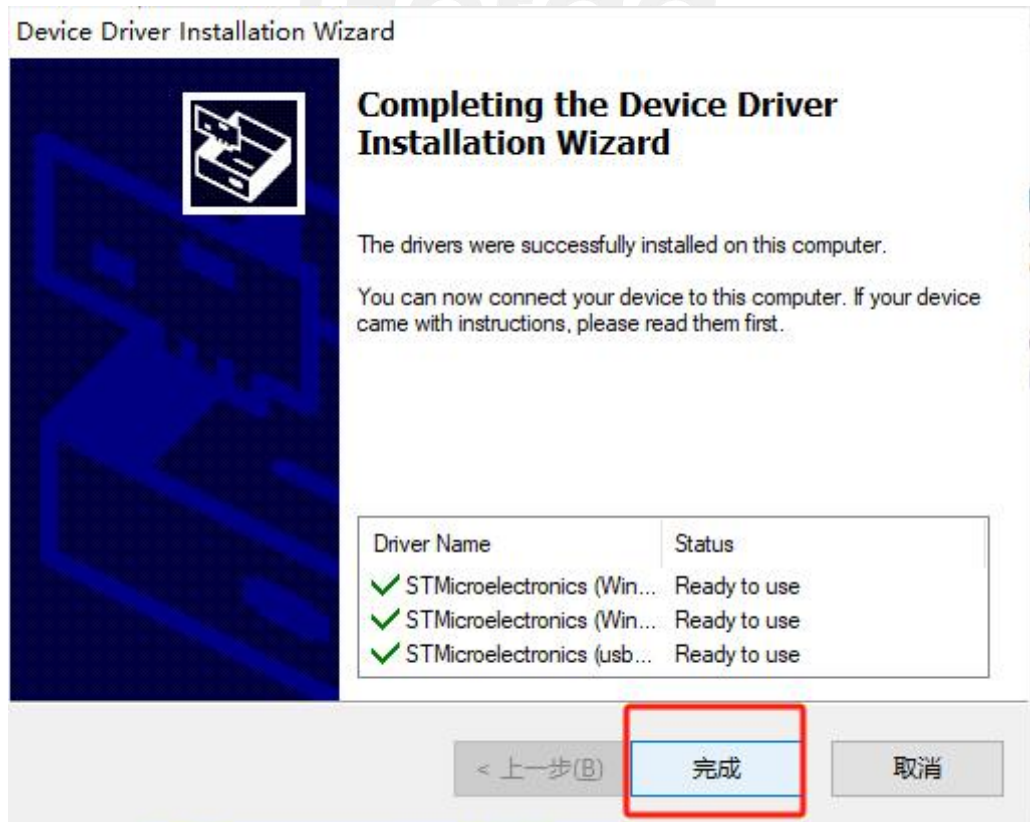 Device Driver Installation Wizard
Completing the Device Driver
Installation Wizard
The drivers were successfully installed on this computer.
You can now connect your device to this computer. If your device
came with instructions, please read them first.
Driver Name Status
STMicroelectronics (Win... Ready to use
STMicroelectronics (Win... Ready to use
STMicroelectronics (usb... Ready to use
< 上一步(B) 完成 取消